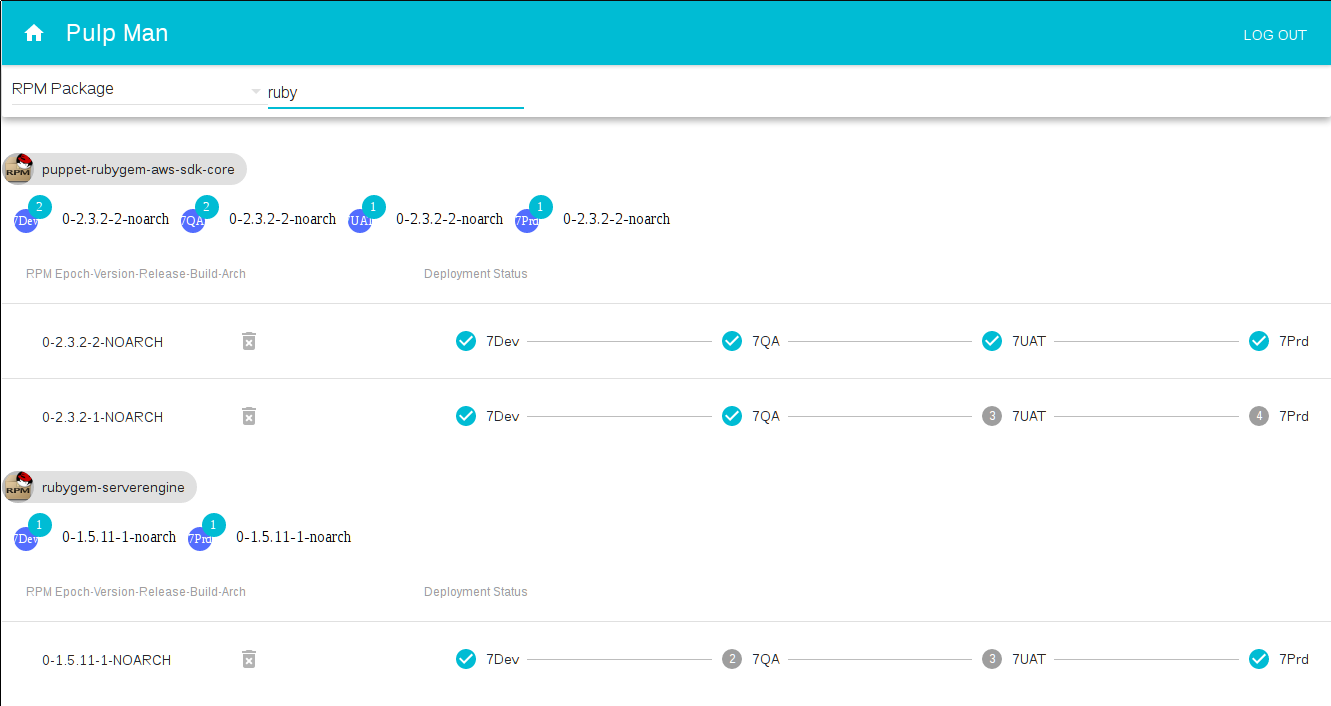 Pulp Man LOG OUT
RPM Package ruby
RPM puppet-rubygem-aws-sdk-core
7Dev 2 0-2.3.2-2-noarch 7QA 2 0-2.3.2-2-noarch 7UAT 1 0-2.3.2-2-noarch 7Prd 1 0-2.3.2-2-noarch
RPM Epoch-Version-Release-Build-Arch Deployment Status
0-2.3.2-2-NOARCH 7Dev 7QA 7UAT 7Prd
0-2.3.2-1-NOARCH 7Dev 7QA 3 7UAT 4 7Prd
RPM rubygem-serverengine
7Dev 1 0-1.5.11-1-noarch 7Prd 1 0-1.5.11-1-noarch
RPM Epoch-Version-Release-Build-Arch Deployment Status
0-1.5.11-1-NOARCH 7Dev 2 7QA 3 7UAT 7Prd